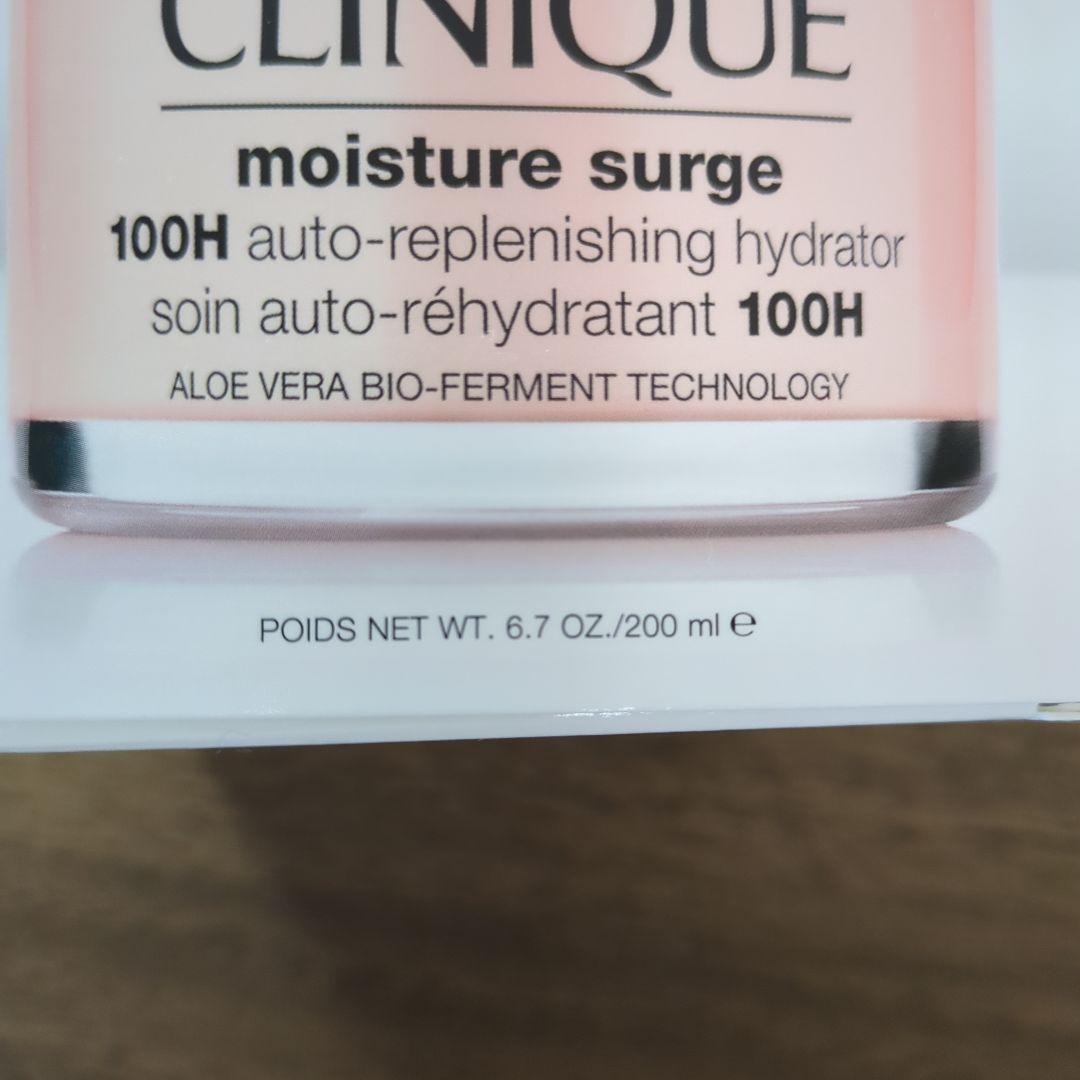 CLINIQUE
moisture surge
100H auto-replenishing hydrator
soin auto-réhydratant 100H
ALOE VERA BIO-FERMENT TECHNOLOGY
POIDS NET WT. 6.7 OZ./200 ml ℮